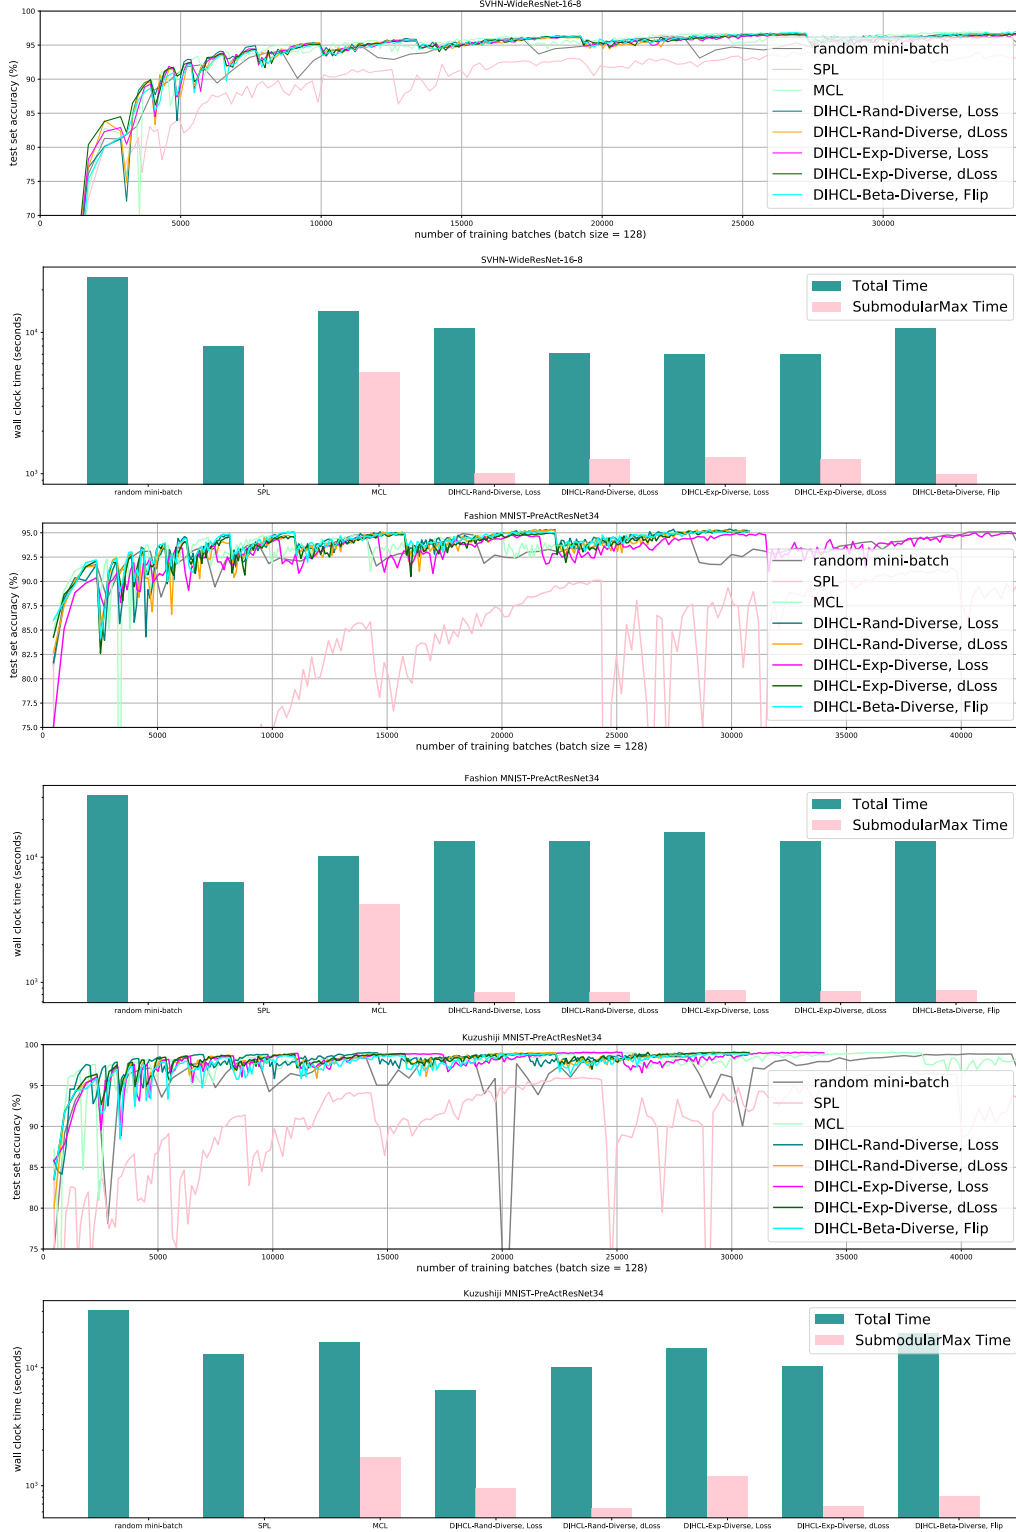 SVHN-WideResNet-16-8
test set accuracy (%)
100
95
90
85
80
75
70
0
5000
10000
15000
20000
25000
30000
number of training batches (batch size = 128)
random mini-batch
SPL
MCL
DIHCL-Rand-Diverse, Loss
DIHCL-Rand-Diverse, dLoss
DIHCL-Exp-Diverse, Loss
DIHCL-Exp-Diverse, dLoss
DIHCL-Beta-Diverse, Flip
SVHN-WideResNet-16-8
wall clock time (seconds)
10⁴
10³
Total Time
SubmodularMax Time
random mini-batch
SPL
MCL
DIHCL-Rand-Diverse, Loss
DIHCL-Rand-Diverse, dLoss
DIHCL-Exp-Diverse, Loss
DIHCL-Exp-Diverse, dLoss
DIHCL-Beta-Diverse, Flip
Fashion MNIST-PreActResNet34
test set accuracy (%)
95.0
92.5
90.0
87.5
85.0
82.5
80.0
77.5
75.0
0
5000
10000
15000
20000
25000
30000
35000
40000
number of training batches (batch size = 128)
random mini-batch
SPL
MCL
DIHCL-Rand-Diverse, Loss
DIHCL-Rand-Diverse, dLoss
DIHCL-Exp-Diverse, Loss
DIHCL-Exp-Diverse, dLoss
DIHCL-Beta-Diverse, Flip
Fashion MNIST-PreActResNet34
wall clock time (seconds)
10⁴
10³
Total Time
SubmodularMax Time
random mini-batch
SPL
MCL
DIHCL-Rand-Diverse, Loss
DIHCL-Rand-Diverse, dLoss
DIHCL-Exp-Diverse, Loss
DIHCL-Exp-Diverse, dLoss
DIHCL-Beta-Diverse, Flip
Kuzushiji MNIST-PreActResNet34
test set accuracy (%)
100
95
90
85
80
75
0
5000
10000
15000
20000
25000
30000
35000
40000
number of training batches (batch size = 128)
random mini-batch
SPL
MCL
DIHCL-Rand-Diverse, Loss
DIHCL-Rand-Diverse, dLoss
DIHCL-Exp-Diverse, Loss
DIHCL-Exp-Diverse, dLoss
DIHCL-Beta-Diverse, Flip
Kuzushiji MNIST-PreActResNet34
wall clock time (seconds)
10⁴
10³
Total Time
SubmodularMax Time
random mini-batch
SPL
MCL
DIHCL-Rand-Diverse, Loss
DIHCL-Rand-Diverse, dLoss
DIHCL-Exp-Diverse, Loss
DIHCL-Exp-Diverse, dLoss
DIHCL-Beta-Diverse, Flip